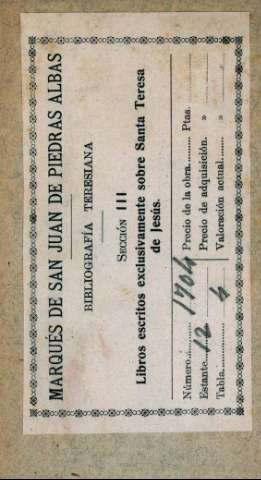 MARQUÉS DE SAN JUAN DE PIEDRAS ALBAS
BIBLIOGRAFÍA TERESIANA
SECCIÓN III
Libros escritos exclusivamente sobre Santa Teresa
de Jesús.
Número..... 1704 Precio de la obra..... Ptas.
Estante.... 12 Precio de adquisición. »
Tabla..... Valoración actual..... »